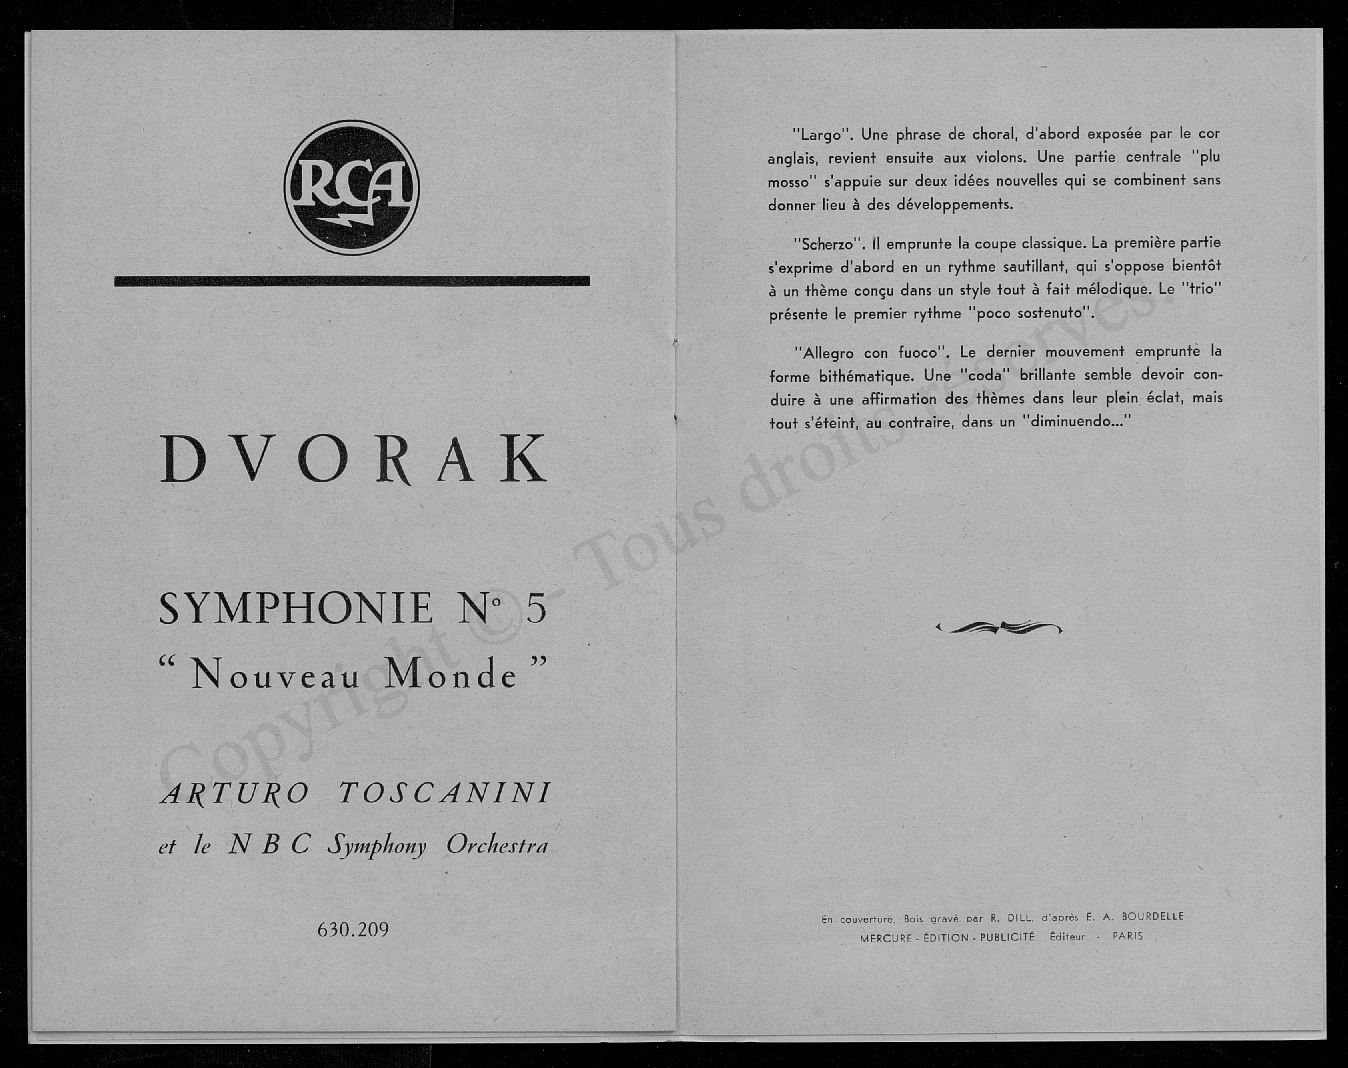 RCA
DVORAK
SYMPHONIE Nº 5
“ Nouveau Monde ”
ARTURO TOSCANINI
et le NBC Symphony Orchestra
630.209
"Largo". Une phrase de choral, d'abord exposée par le cor
anglais, revient ensuite aux violons. Une partie centrale "plu
mosso" s'appuie sur deux idées nouvelles qui se combinent sans
donner lieu à des développements.
"Scherzo". Il emprunte la coupe classique. La première partie
s'exprime d'abord en un rythme sautillant, qui s'oppose bientôt
à un thème conçu dans un style tout à fait mélodique. Le "trio"
présente le premier rythme "poco sostenuto".
"Allegro con fuoco". Le dernier mouvement emprunte la
forme bithématique. Une "coda" brillante semble devoir con-
duire à une affirmation des thèmes dans leur plein éclat, mais
tout s'éteint, au contraire, dans un "diminuendo..."
En couverture, Bois gravé par R. DILL, d'après E. A. BOURDELLE
MERCURE - ÉDITION - PUBLICITÉ. Éditeur - PARIS
Copyright © - Tous droits réservés.